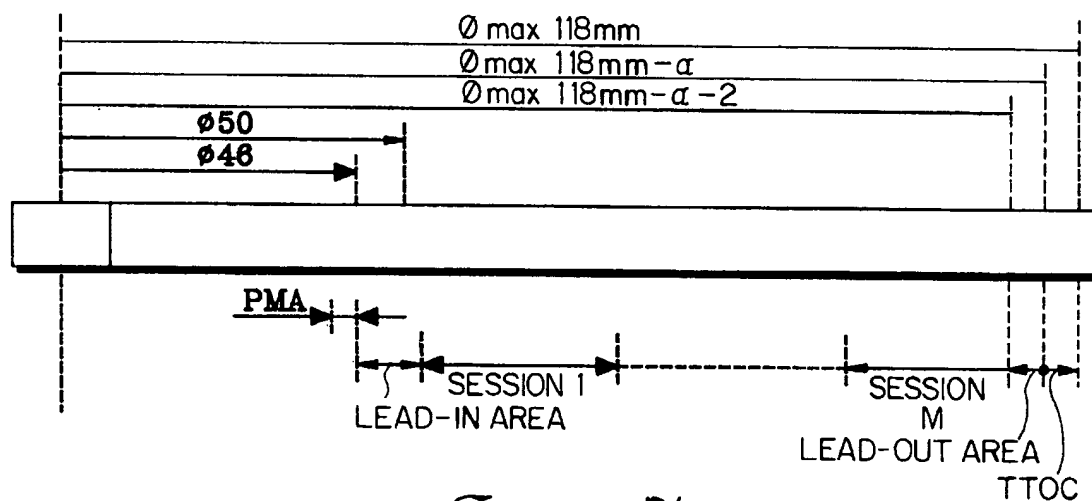 Ø max 118mm
Ø max 118mm-α
Ø max 118mm-α-2
ø50
ø46
PMA
SESSION 1
LEAD-IN AREA
SESSION
M
LEAD-OUT AREA
TTOC